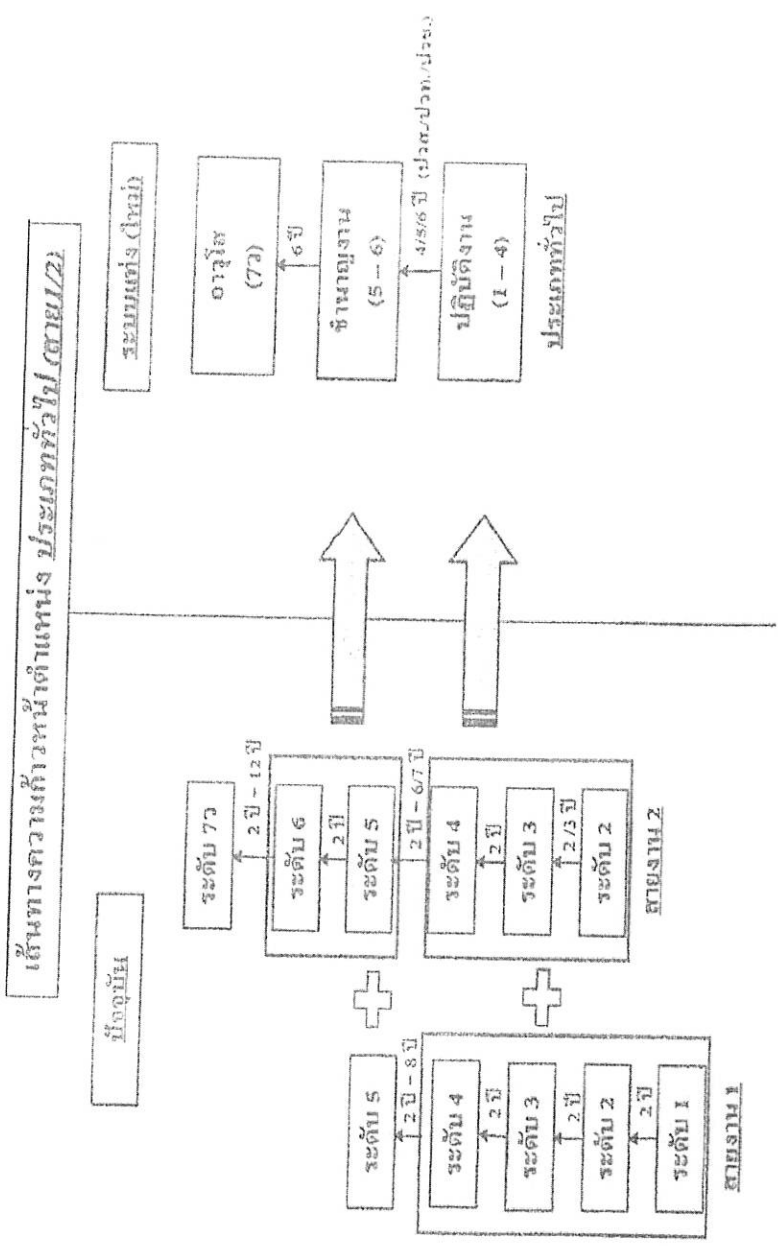 เส้นทางความก้าวหน้าตำแหน่ง ประเภททั่วไป (สาย1/2)
ปัจจุบัน
ระดับ 5
2 ปี – 8 ปี
ระดับ 4
2 ปี
ระดับ 3
2 ปี
ระดับ 2
2 ปี
ระดับ 1
สายงาน 1
ระดับ 7ว
2 ปี – 12 ปี
ระดับ 6
2 ปี
ระดับ 5
2 ปี – 6/7 ปี
ระดับ 4
2 ปี
ระดับ 3
2/3 ปี
ระดับ 2
สายงาน 2
ระบบแท่ง (ใหม่)
อาวุโส
(7ว)
6 ปี
ชำนาญงาน
(5 – 6)
4/5/6 ปี (ปวส./ปวท./ปวช.)
ปฏิบัติงาน
(1 – 4)
ประเภททั่วไป